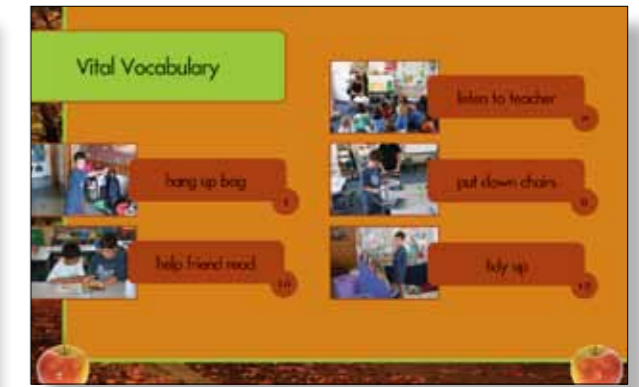 Vital Vocabulary
hang up bag
help friend read
listen to teacher
put down chairs
tidy up